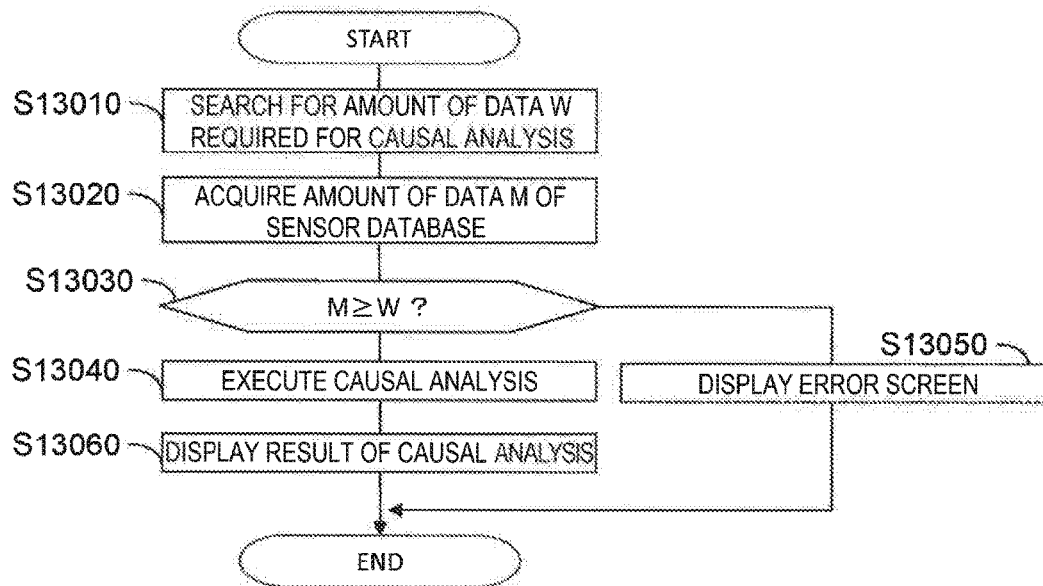 START
S13010
SEARCH FOR AMOUNT OF DATA W
REQUIRED FOR CAUSAL ANALYSIS
S13020
ACQUIRE AMOUNT OF DATA M OF
SENSOR DATABASE
S13030
M≥W ?
S13040
EXECUTE CAUSAL ANALYSIS
S13050
DISPLAY ERROR SCREEN
S13060
DISPLAY RESULT OF CAUSAL ANALYSIS
END